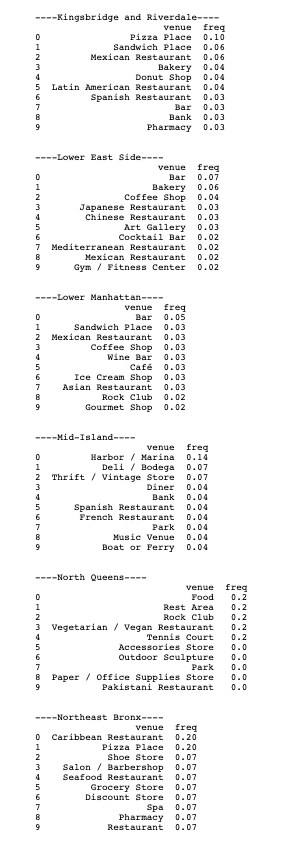 ----Kingsbridge and Riverdale----
venue freq
0 Pizza Place 0.10
1 Sandwich Place 0.06
2 Mexican Restaurant 0.06
3 Bakery 0.04
4 Donut Shop 0.04
5 Latin American Restaurant 0.04
6 Spanish Restaurant 0.03
7 Bar 0.03
8 Bank 0.03
9 Pharmacy 0.03
----Lower East Side----
venue freq
0 Bar 0.07
1 Bakery 0.06
2 Coffee Shop 0.04
3 Japanese Restaurant 0.03
4 Chinese Restaurant 0.03
5 Art Gallery 0.03
6 Cocktail Bar 0.02
7 Mediterranean Restaurant 0.02
8 Mexican Restaurant 0.02
9 Gym / Fitness Center 0.02
----Lower Manhattan----
venue freq
0 Bar 0.05
1 Sandwich Place 0.03
2 Mexican Restaurant 0.03
3 Coffee Shop 0.03
4 Wine Bar 0.03
5 Café 0.03
6 Ice Cream Shop 0.03
7 Asian Restaurant 0.03
8 Rock Club 0.02
9 Gourmet Shop 0.02
----Mid-Island----
venue freq
0 Harbor / Marina 0.14
1 Deli / Bodega 0.07
2 Thrift / Vintage Store 0.07
3 Diner 0.04
4 Bank 0.04
5 Spanish Restaurant 0.04
6 French Restaurant 0.04
7 Park 0.04
8 Music Venue 0.04
9 Boat or Ferry 0.04
----North Queens----
venue freq
0 Food 0.2
1 Rest Area 0.2
2 Rock Club 0.2
3 Vegetarian / Vegan Restaurant 0.2
4 Tennis Court 0.2
5 Accessories Store 0.0
6 Outdoor Sculpture 0.0
7 Park 0.0
8 Paper / Office Supplies Store 0.0
9 Pakistani Restaurant 0.0
----Northeast Bronx----
venue freq
0 Caribbean Restaurant 0.20
1 Pizza Place 0.20
2 Shoe Store 0.07
3 Salon / Barbershop 0.07
4 Seafood Restaurant 0.07
5 Grocery Store 0.07
6 Discount Store 0.07
7 Spa 0.07
8 Pharmacy 0.07
9 Restaurant 0.07